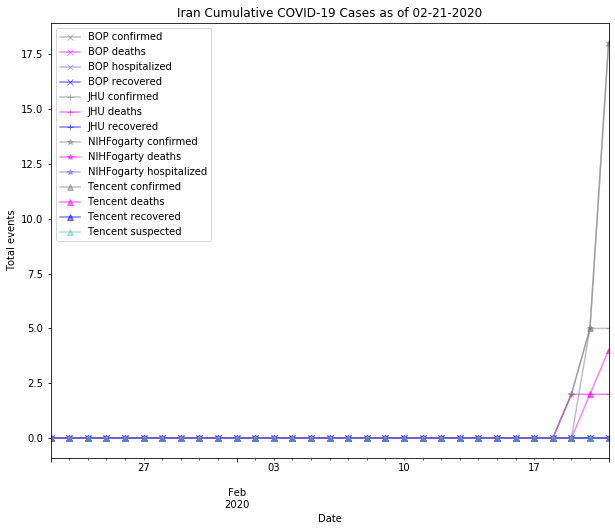 Iran Cumulative COVID-19 Cases as of 02-21-2020
BOP confirmed
BOP deaths
BOP hospitalized
BOP recovered
JHU confirmed
JHU deaths
JHU recovered
NIHFogarty confirmed
NIHFogarty deaths
NIHFogarty hospitalized
Tencent confirmed
Tencent deaths
Tencent recovered
Tencent suspected
Total events
17.5
15.0
12.5
10.0
7.5
5.0
2.5
0.0
27
03
10
17
Feb
2020
Date